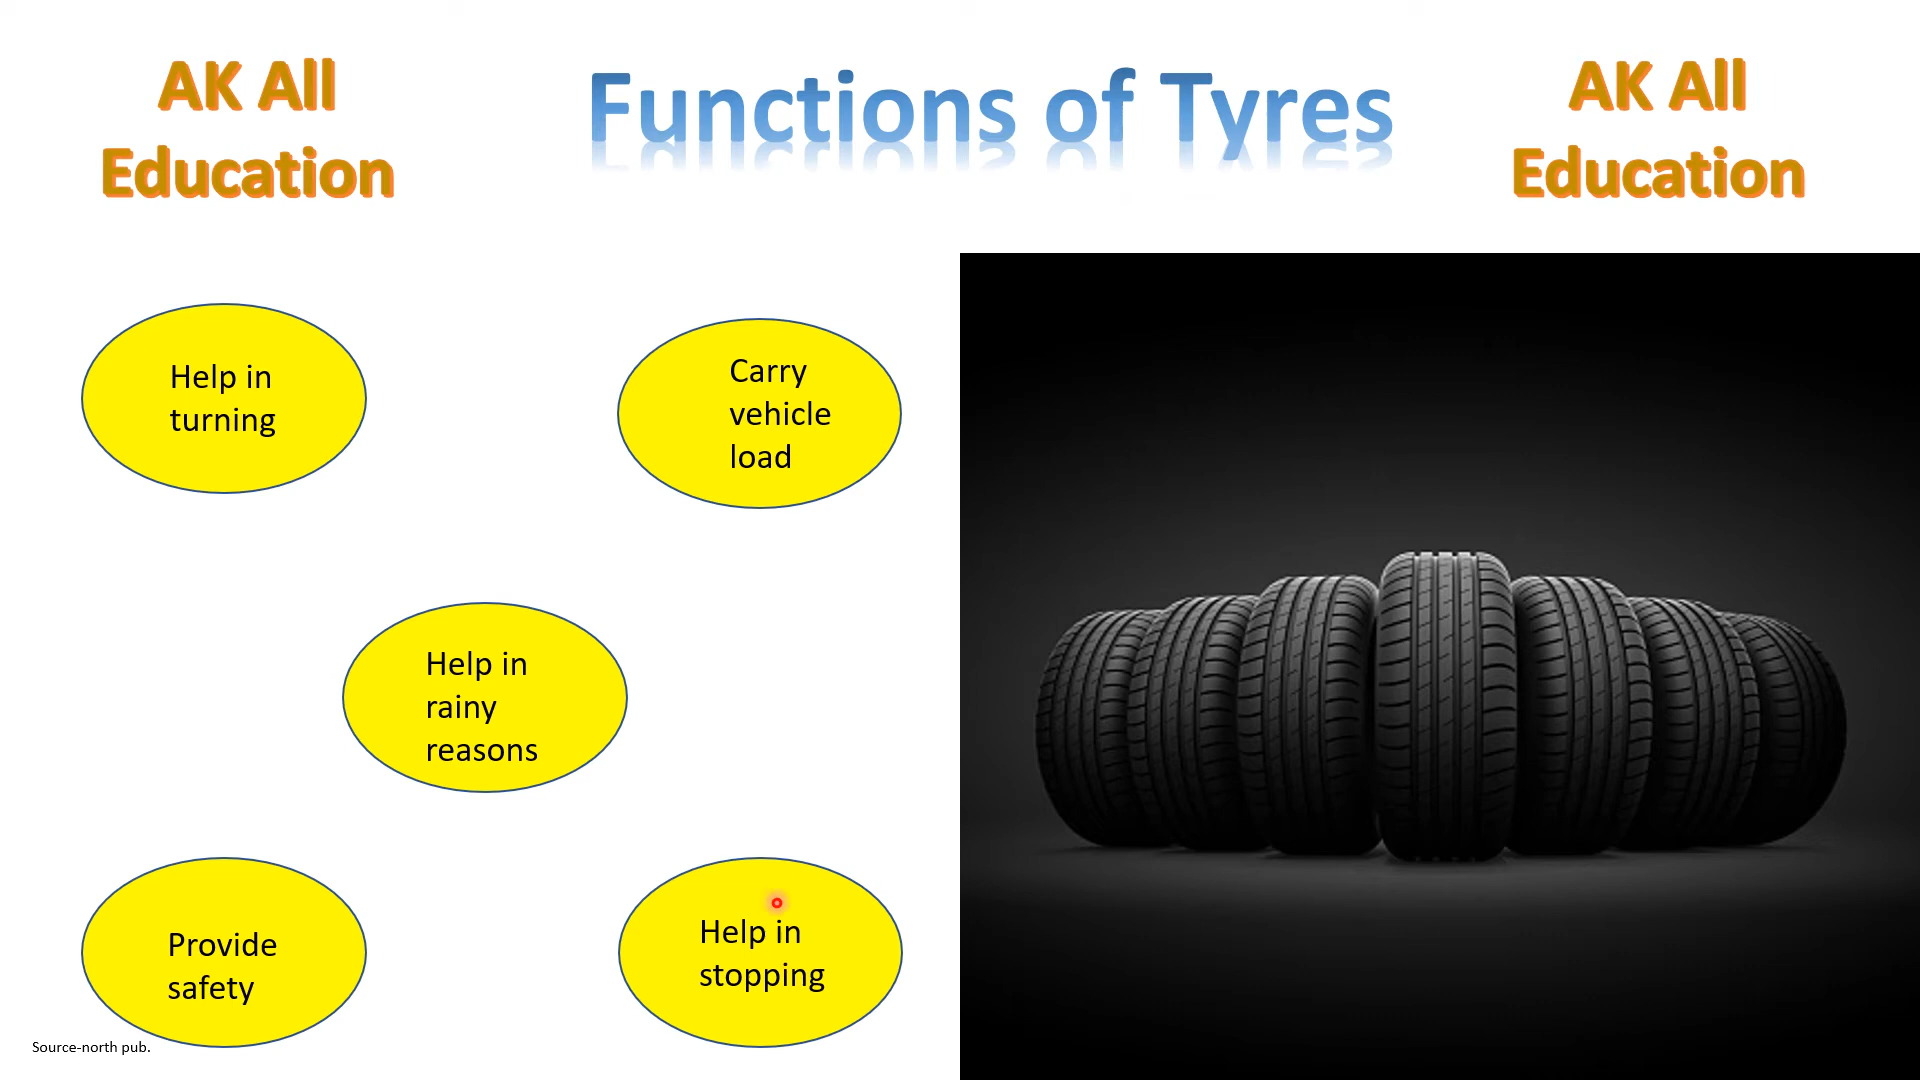 AK All
Education
Functions of Tyres
AK All
Education
Help in
turning
Carry
vehicle
load
Help in
rainy
reasons
Provide
safety
Help in
stopping
Source-north pub.